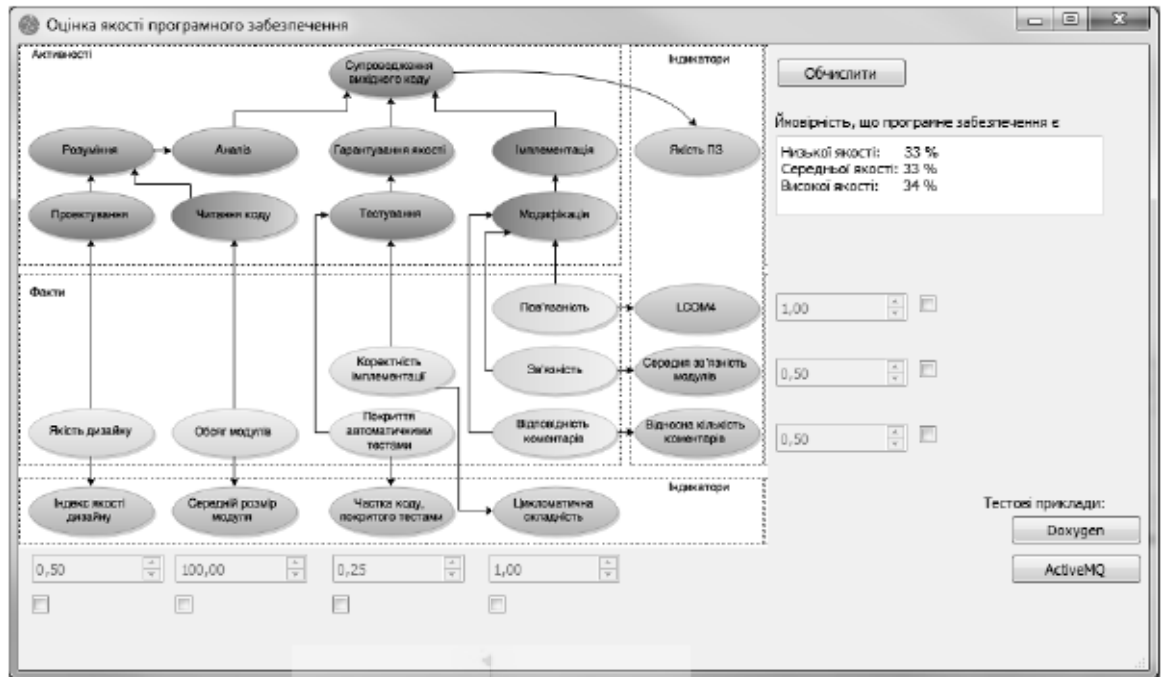 Оцінка якості програмного забезпечення
Активності
Індикатори
Супроводження
вихідного коду
Обчислити
Ймовірність, що програмне забезпечення є
Розуміння
Аналіз
Гарантування якості
Імплементація
Якість ПЗ
Низької якості: 33 %
Середньої якості: 33 %
Високої якості: 34 %
Проектування
Читання коду
Тестування
Модифікація
Факти
Пов'язаність
LCOM4
1,00
Коректність
імплементації
Зв'язність
Середня зв'язність
модулів
0,50
Якість дизайну
Обсяг модулів
Покриття
автоматичними
тестами
Відповідність
коментарів
Відносна кількість
коментарів
0,50
Індикатори
Індекс якості
дизайну
Середній розмір
модуля
Частка коду,
покритого тестами
Цикломатична
складність
Тестові приклади:
Doxygen
0,50
100,00
0,25
1,00
ActiveMQ